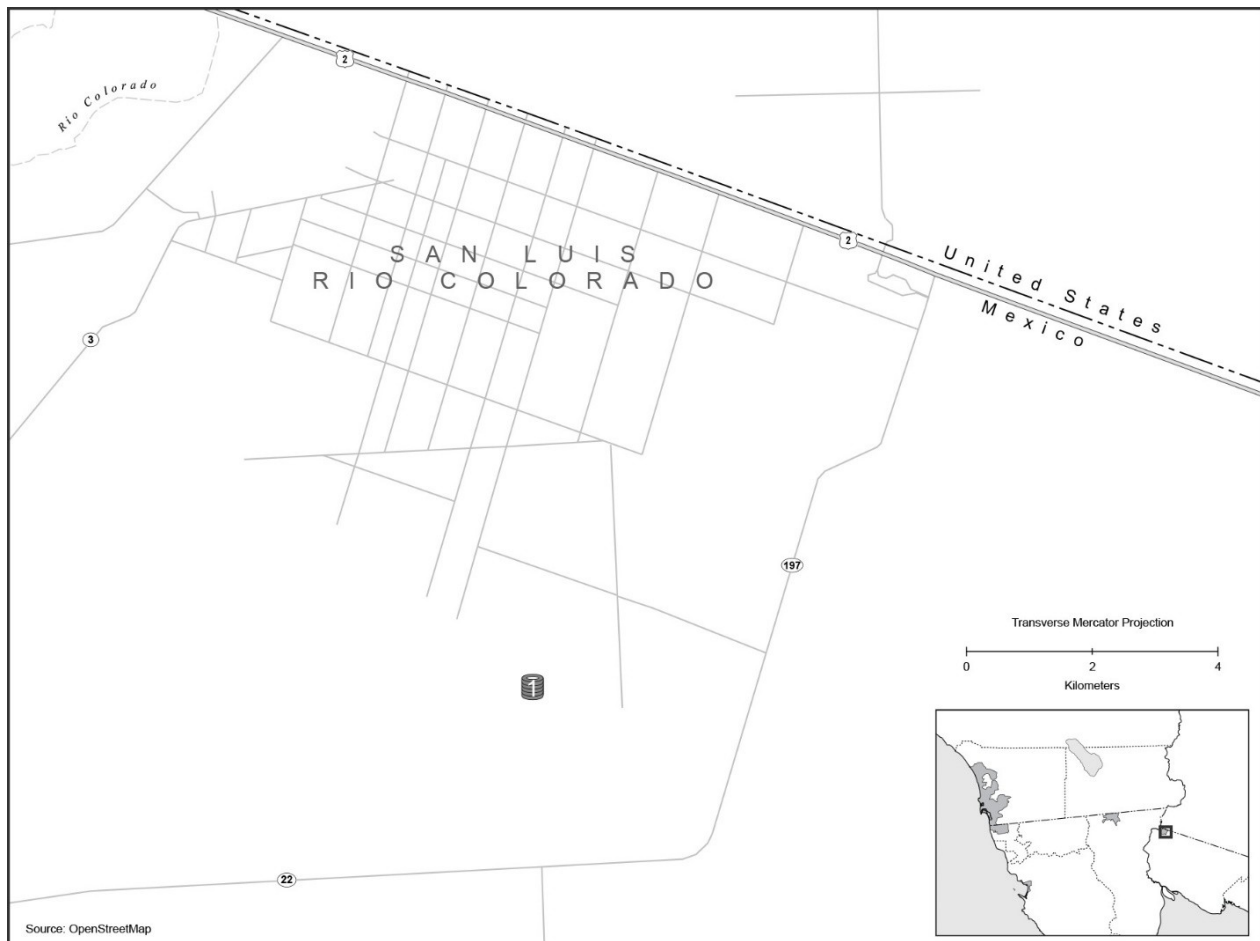 2
Rio Colorado
SAN LUIS
RIO COLORADO
2
United States
Mexico
3
197
1
Transverse Mercator Projection
0 2 4
Kilometers
22
Source: OpenStreetMap